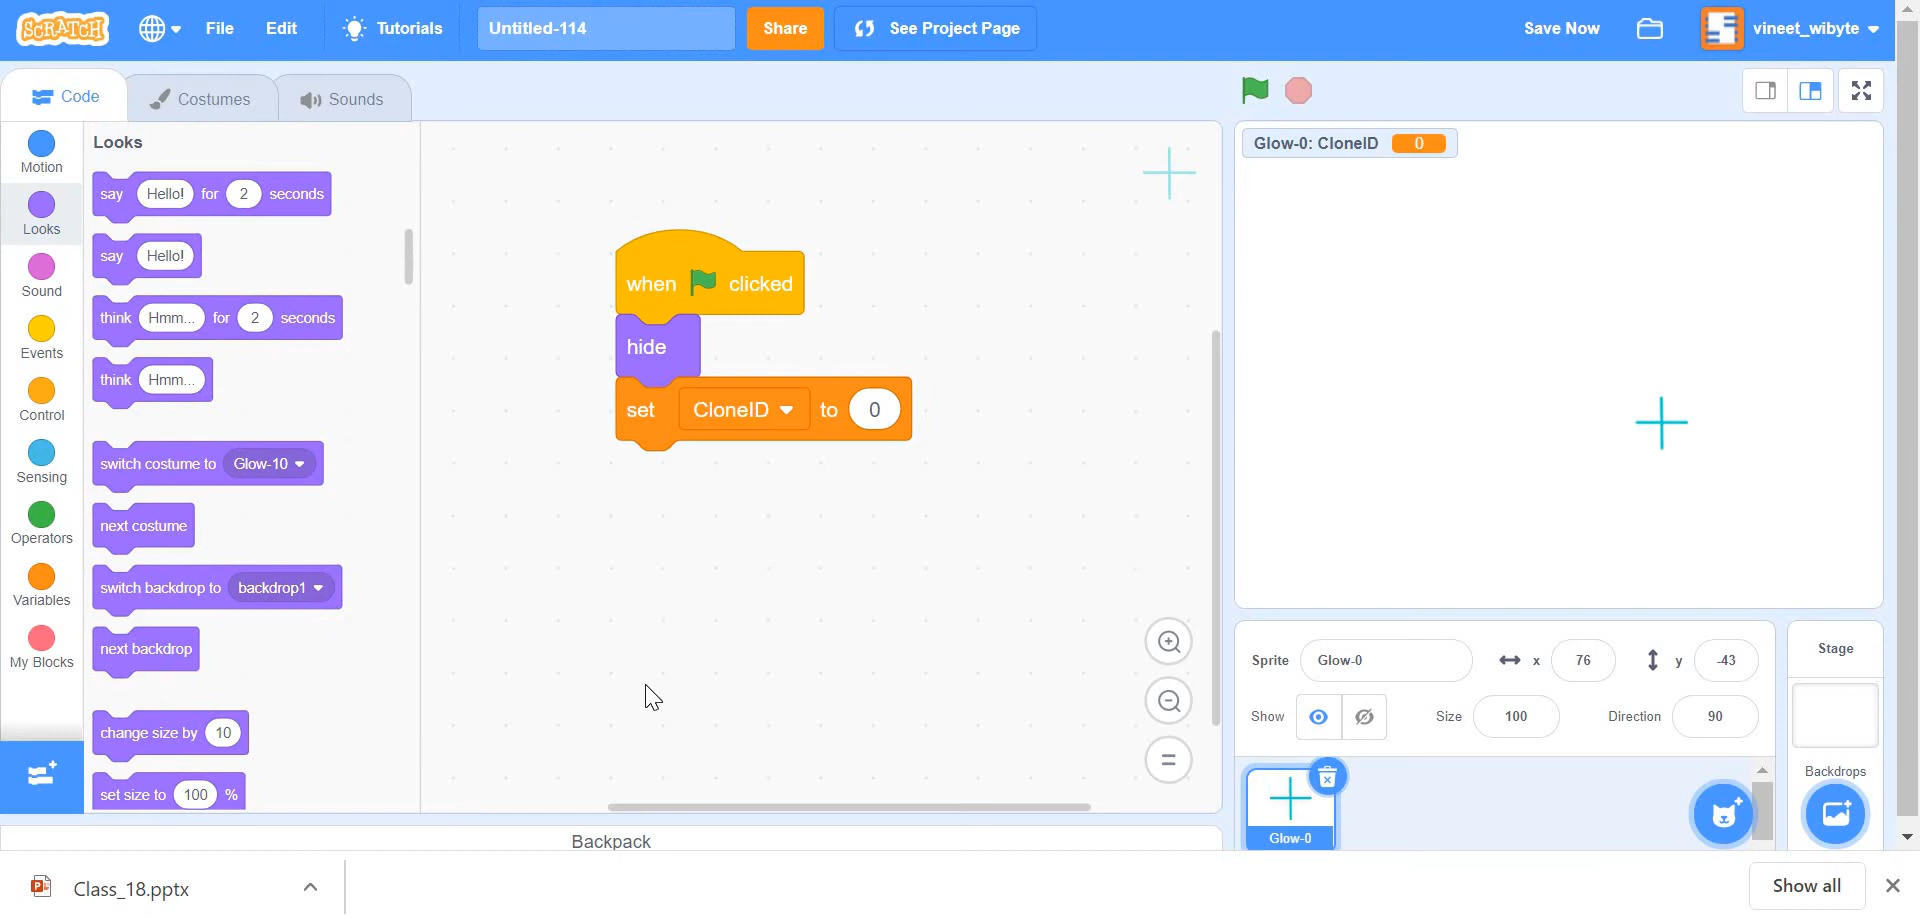 SCRATCH File Edit Tutorials Untitled-114 Share See Project Page Save Now vineet_wibyte
Code Costumes Sounds
Motion
Looks
Sound
Events
Control
Sensing
Operators
Variables
My Blocks
Looks
say Hello! for 2 seconds
say Hello!
think Hmm... for 2 seconds
think Hmm...
switch costume to Glow-10
next costume
switch backdrop to backdrop1
next backdrop
change size by 10
set size to 100 %
when clicked
hide
set CloneID to 0
=
Backpack
Glow-0: CloneID 0
Sprite Glow-0 x 76 y -43
Show Size 100 Direction 90
Glow-0
Stage
Backdrops
Class_18.pptx
Show all